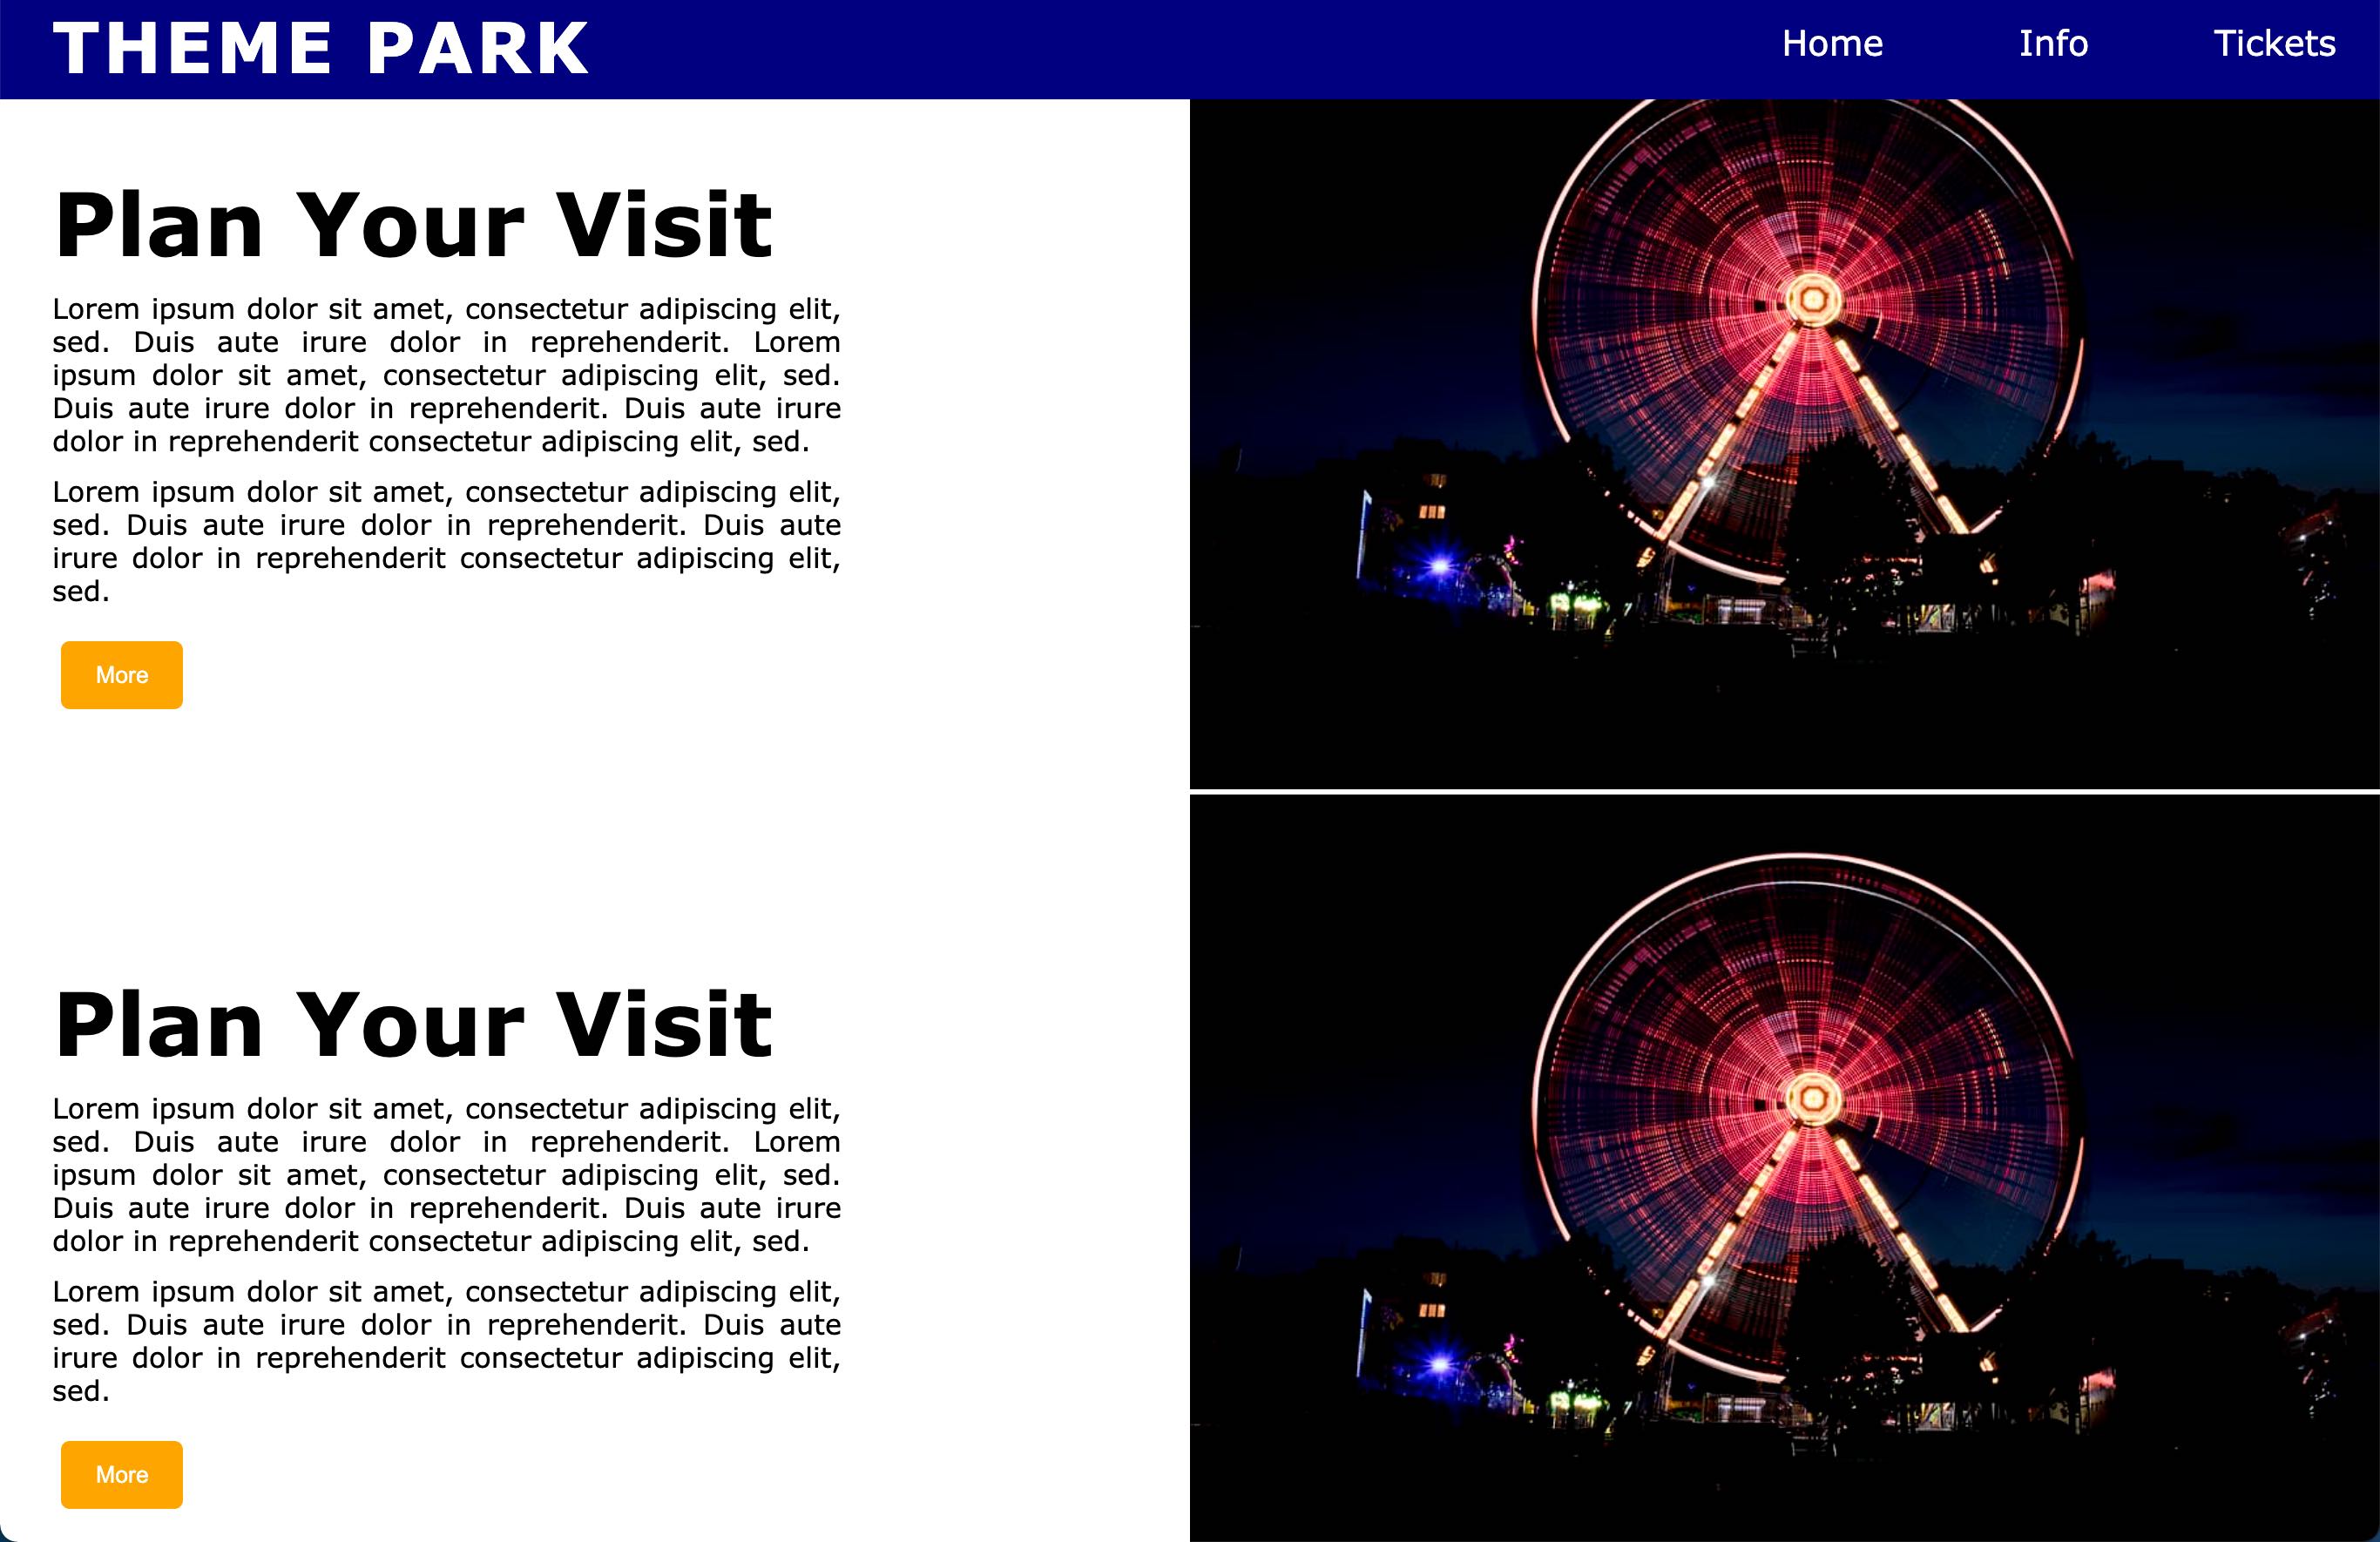 THEME PARK
Home Info Tickets
Plan Your Visit
Lorem ipsum dolor sit amet, consectetur adipiscing elit,
sed. Duis aute irure dolor in reprehenderit. Lorem
ipsum dolor sit amet, consectetur adipiscing elit, sed.
Duis aute irure dolor in reprehenderit. Duis aute irure
dolor in reprehenderit consectetur adipiscing elit, sed.
Lorem ipsum dolor sit amet, consectetur adipiscing elit,
sed. Duis aute irure dolor in reprehenderit. Duis aute
irure dolor in reprehenderit consectetur adipiscing elit,
sed.
More
Plan Your Visit
Lorem ipsum dolor sit amet, consectetur adipiscing elit,
sed. Duis aute irure dolor in reprehenderit. Lorem
ipsum dolor sit amet, consectetur adipiscing elit, sed.
Duis aute irure dolor in reprehenderit. Duis aute irure
dolor in reprehenderit consectetur adipiscing elit, sed.
Lorem ipsum dolor sit amet, consectetur adipiscing elit,
sed. Duis aute irure dolor in reprehenderit. Duis aute
irure dolor in reprehenderit consectetur adipiscing elit,
sed.
More